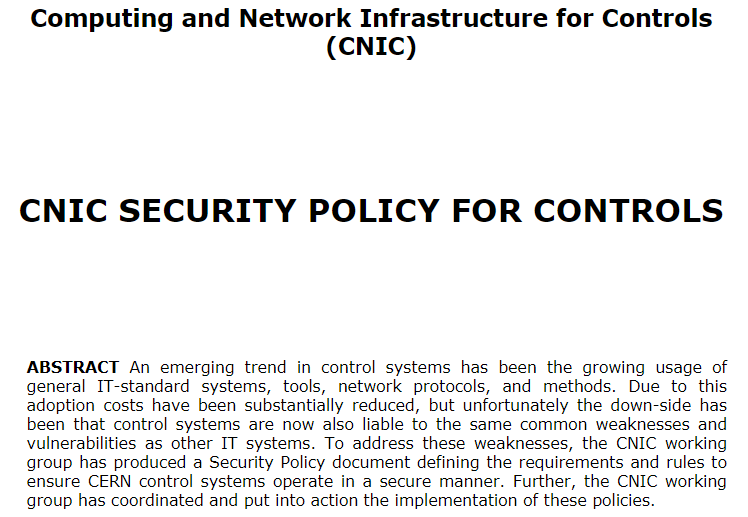 Computing and Network Infrastructure for Controls
(CNIC)
CNIC SECURITY POLICY FOR CONTROLS
ABSTRACT An emerging trend in control systems has been the growing usage of
general IT-standard systems, tools, network protocols, and methods. Due to this
adoption costs have been substantially reduced, but unfortunately the down-side has
been that control systems are now also liable to the same common weaknesses and
vulnerabilities as other IT systems. To address these weaknesses, the CNIC working
group has produced a Security Policy document defining the requirements and rules to
ensure CERN control systems operate in a secure manner. Further, the CNIC working
group has coordinated and put into action the implementation of these policies.